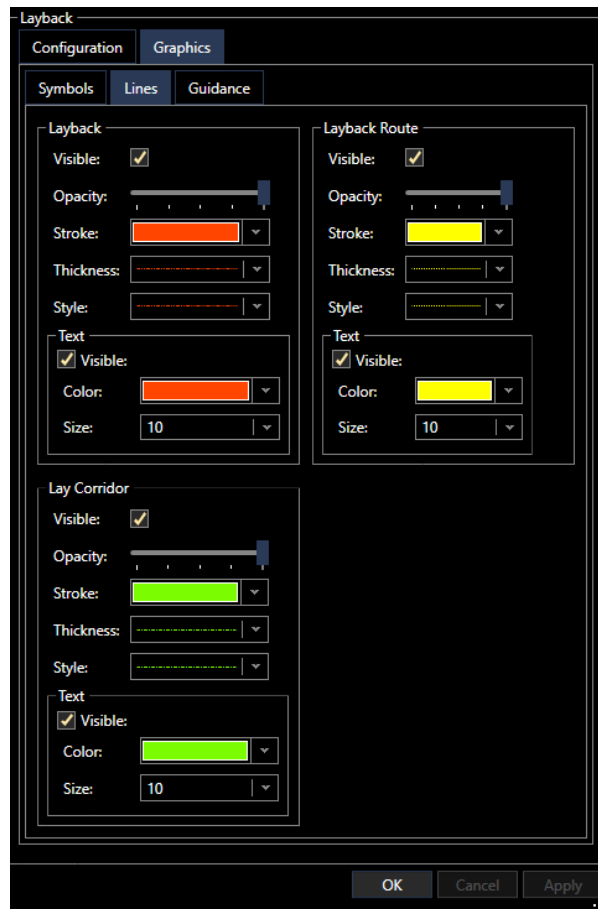 Layback
Configuration Graphics
Symbols Lines Guidance
Layback
Visible:
Opacity:
Stroke:
Thickness:
Style:
Text
Visible:
Color:
Size: 10
Layback Route
Visible:
Opacity:
Stroke:
Thickness:
Style:
Text
Visible:
Color:
Size: 10
Lay Corridor
Visible:
Opacity:
Stroke:
Thickness:
Style:
Text
Visible:
Color:
Size: 10
OK Cancel Apply